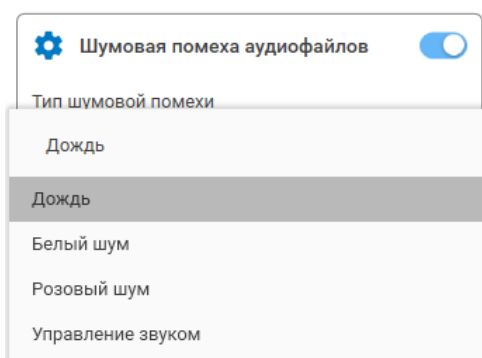 Шумовая помеха аудиофайлов
Тип шумовой помехи
Дождь
Дождь
Белый шум
Розовый шум
Управление звуком